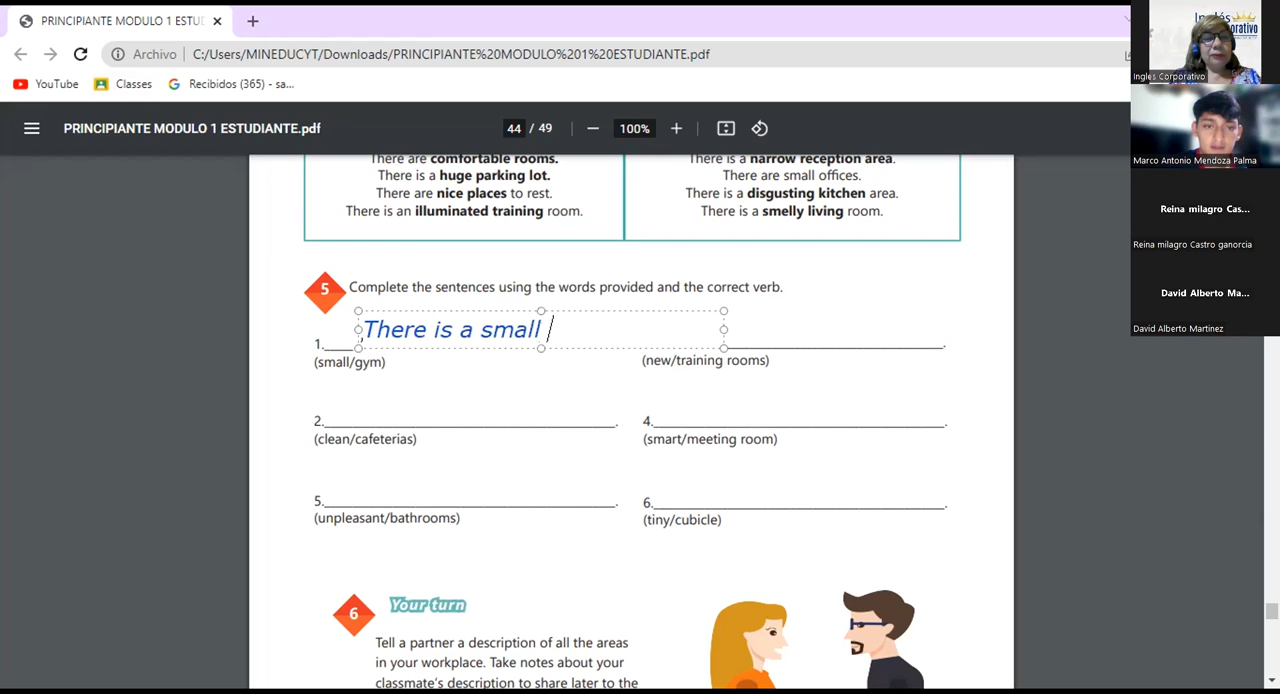 PRINCIPIANTE MODULO 1 ESTU
Archivo
C:/Users/MINEDUCYT/Downloads/PRINCIPIANTE%20MODULO%201%20ESTUDIANTE.pdf
YouTube
Classes
Recibidos (365) - sa...
PRINCIPIANTE MODULO 1 ESTUDIANTE.pdf
44 / 49
100%
There are comfortable rooms.
There is a huge parking lot.
There are nice places to rest.
There is an illuminated training room.
There is a narrow reception area.
There are small offices.
There is a disgusting kitchen area.
There is a smelly living room.
5
Complete the sentences using the words provided and the correct verb.
There is a small
1.____
(small/gym)
(new/training rooms)
2.____
(clean/cafeterias)
4.____
(smart/meeting room)
5.____
(unpleasant/bathrooms)
6.____
(tiny/cubicle)
6
Your turn
Tell a partner a description of all the areas
in your workplace. Take notes about your
classmate's description to share later to the
Ingles Corporativo
Marco Antonio Mendoza Palma
Reina milagro Cas...
Reina milagro Castro ganorcia
David Alberto Ma...
David Alberto Martinez